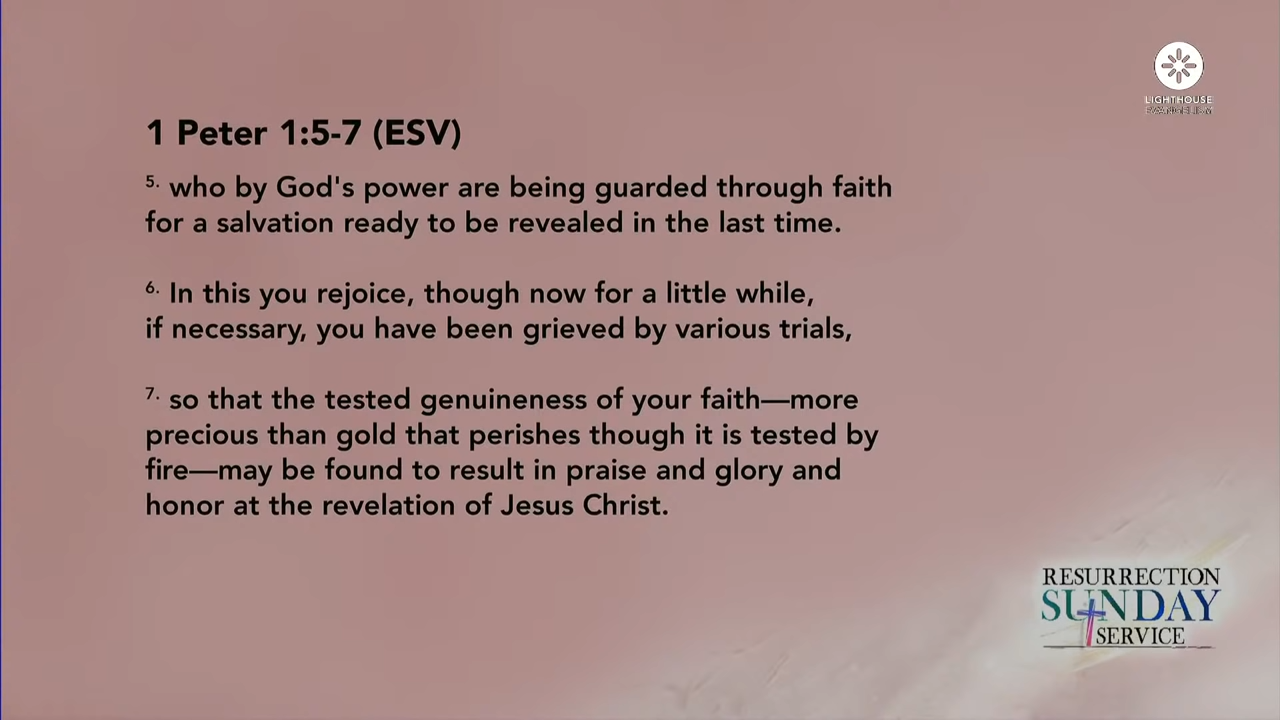 LIGHTHOUSE
EVANGELISM
1 Peter 1:5-7 (ESV)
5. who by God's power are being guarded through faith
for a salvation ready to be revealed in the last time.
6. In this you rejoice, though now for a little while,
if necessary, you have been grieved by various trials,
7. so that the tested genuineness of your faith—more
precious than gold that perishes though it is tested by
fire—may be found to result in praise and glory and
honor at the revelation of Jesus Christ.
RESURRECTION
SUNDAY
SERVICE